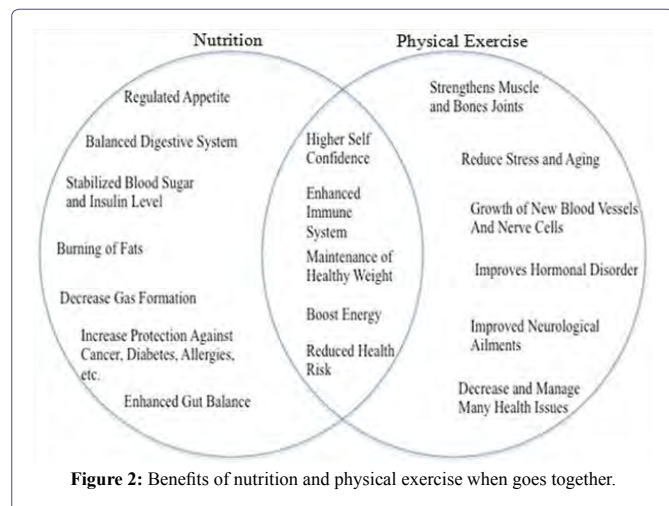 Nutrition
Physical Exercise
Regulated Appetite
Balanced Digestive System
Stabilized Blood Sugar
and Insulin Level
Burning of Fats
Decrease Gas Formation
Increase Protection Against
Cancer, Diabetes, Allergies,
etc.
Enhanced Gut Balance
Higher Self
Confidence
Enhanced
Immune
System
Maintenance of
Healthy Weight
Boost Energy
Reduced Health
Risk
Strengthens Muscle
and Bones Joints
Reduce Stress and Aging
Growth of New Blood Vessels
And Nerve Cells
Improves Hormonal Disorder
Improved Neurological
Ailments
Decrease and Manage
Many Health Issues
Figure 2: Benefits of nutrition and physical exercise when goes together.